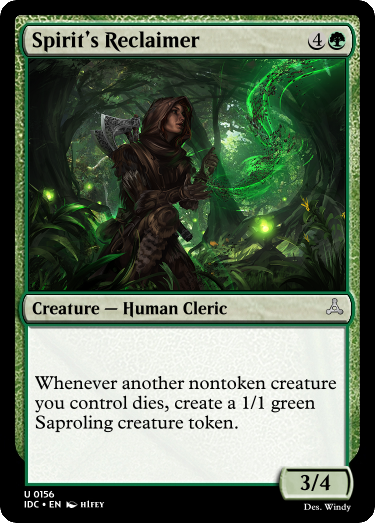 Spirit's Reclaimer 4
Creature — Human Cleric
Whenever another nontoken creature
you control dies, create a 1/1 green
Saproling creature token.
3/4
U 0156
IDC • EN H1FEY
Des. Windy